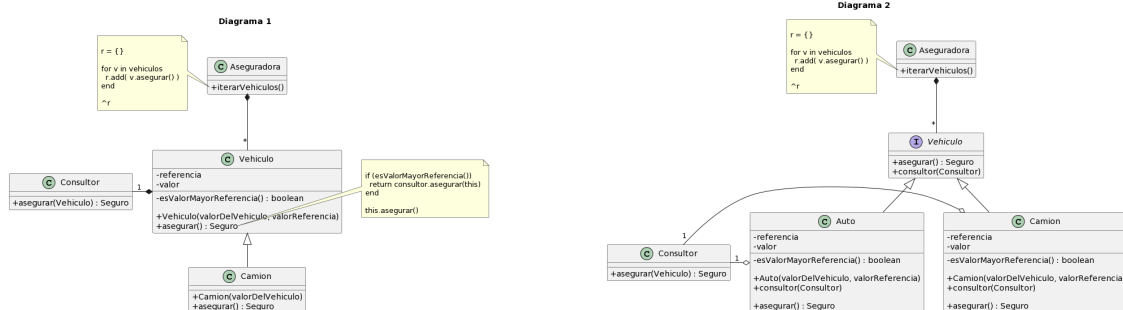 Diagrama 1
r = {}
for v in vehiculos
r.add( v.asegurar() )
end
^r
C Aseguradora
+iterarVehiculos()
*
C Vehiculo
-referencia
-valor
-esValorMayorReferencia() : boolean
+Vehiculo(valorDelVehiculo, valorReferencia)
+asegurar() : Seguro
if (esValorMayorReferencia())
return consultor.asegurar(this)
end
this.asegurar()
C Consultor
+asegurar(Vehiculo) : Seguro
1
C Camion
+Camion(valorDelVehiculo)
+asegurar() : Seguro
Diagrama 2
r = {}
for v in vehiculos
r.add( v.asegurar() )
end
^r
C Aseguradora
+iterarVehiculos()
*
I Vehiculo
+asegurar() : Seguro
+consultor(Consultor)
1
C Consultor
+asegurar(Vehiculo) : Seguro
1
C Auto
-referencia
-valor
-esValorMayorReferencia() : boolean
+Auto(valorDelVehiculo, valorReferencia)
+consultor(Consultor)
+asegurar() : Seguro
C Camion
-referencia
-valor
-esValorMayorReferencia() : boolean
+Camion(valorDelVehiculo, valorReferencia
+consultor(Consultor)
+asegurar() : Seguro